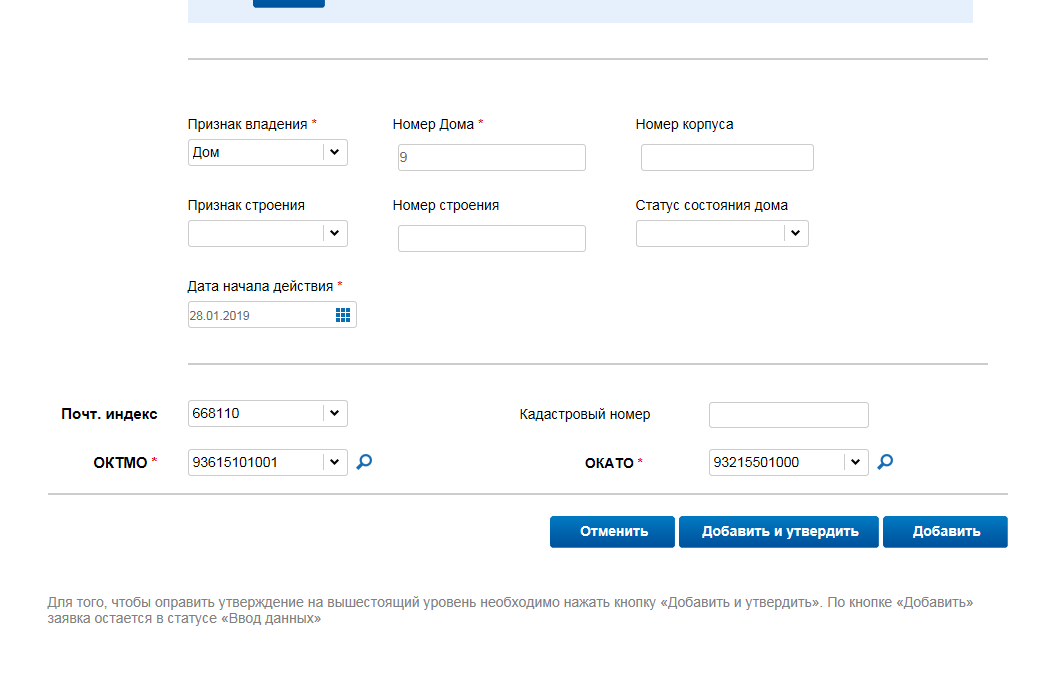 Признак владения * Номер Дома * Номер корпуса
Дом 9
Признак строения Номер строения Статус состояния дома
Дата начала действия *
28.01.2019
Почт. индекс 668110 Кадастровый номер
ОКТМО * 93615101001 ОКАТО * 93215501000
Отменить Добавить и утвердить Добавить
Для того, чтобы оправить утверждение на вышестоящий уровень необходимо нажать кнопку «Добавить и утвердить». По кнопке «Добавить»
заявка остается в статусе «Ввод данных»